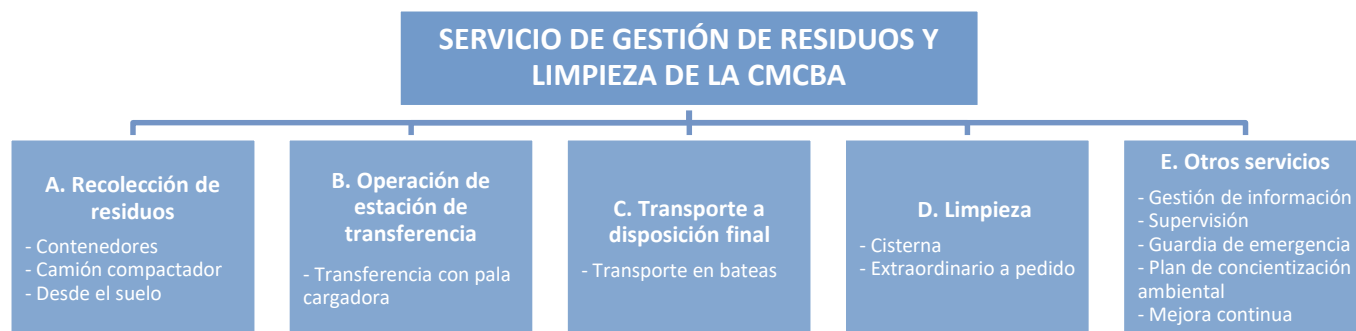 SERVICIO DE GESTIÓN DE RESIDUOS Y
LIMPIEZA DE LA CMCBA
A. Recolección de
residuos
- Contenedores
- Camión compactador
- Desde el suelo
B. Operación de
estación de
transferencia
- Transferencia con pala
cargadora
C. Transporte a
disposición final
- Transporte en bateas
D. Limpieza
- Cisterna
- Extraordinario a pedido
E. Otros servicios
- Gestión de información
- Supervisión
- Guardia de emergencia
- Plan de concientización
ambiental
- Mejora continua